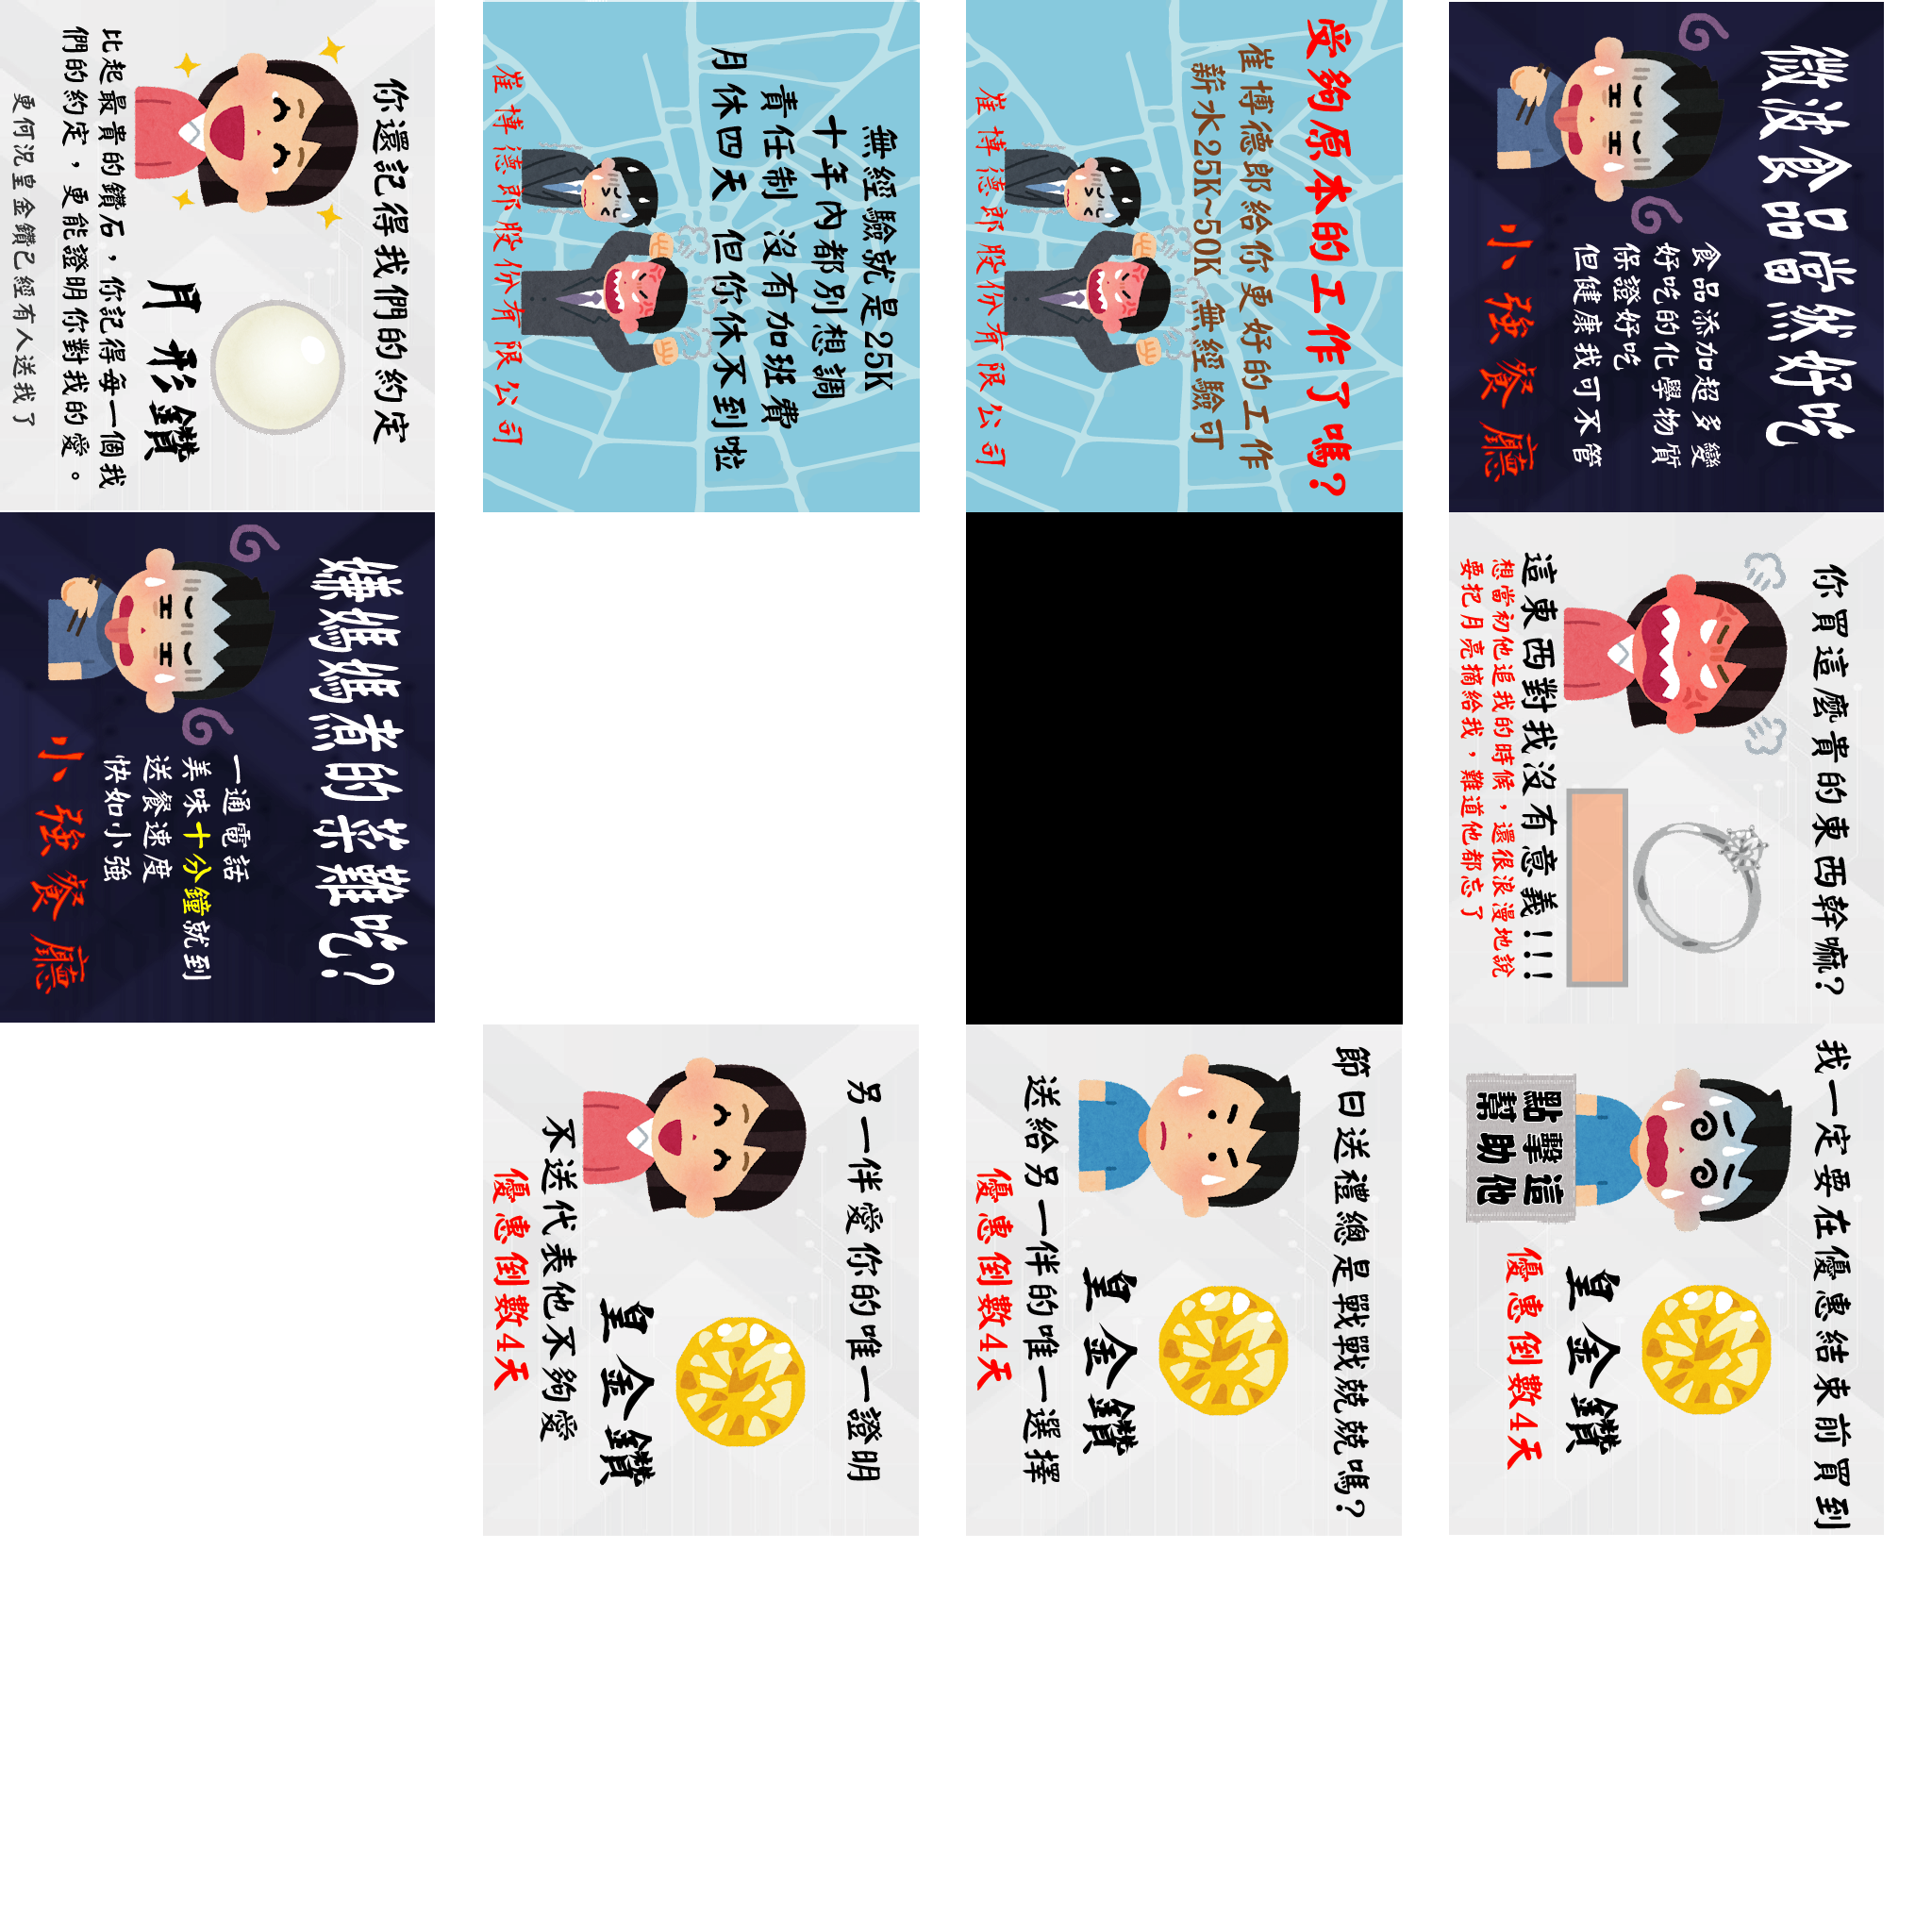 你還記得我們的約定
月形鑽
比起最貴的鑽石，你記得每一個我
們的約定，更能證明你對我的愛。
更何況皇金鑽已經有人送我了
無經驗就是25K
十年內都別想調
責任制 沒有加班費
月休四天 但你休不到啦
崔博德郎股份有限公司
受夠原本的工作了嗎?
崔博德郎給你更好的工作
薪水25K~50K 無經驗可
崔博德郎股份有限公司
微波食品當然好吃
食品添加超多變
好吃的化學物質
保證好吃
但健康我可不管
小強餐廳
嫌媽媽煮的菜難吃?
一通電話
美味十分鐘就到
送餐速度
快如小強
小強餐廳
你買這麼貴的東西幹嘛?
這東西對我沒有意義!!!
想當初他追我的時候，還很浪漫地說
要把月亮摘給我，難道他都忘了
另一伴愛你的唯一證明
皇金鑽
不送代表他不夠愛
優惠倒數4天
節日送禮總是戰戰兢兢嗎?
皇金鑽
送給另一伴的唯一選擇
優惠倒數4天
我一定要在優惠結束前買到
皇金鑽
點擊這
幫助他
優惠倒數4天